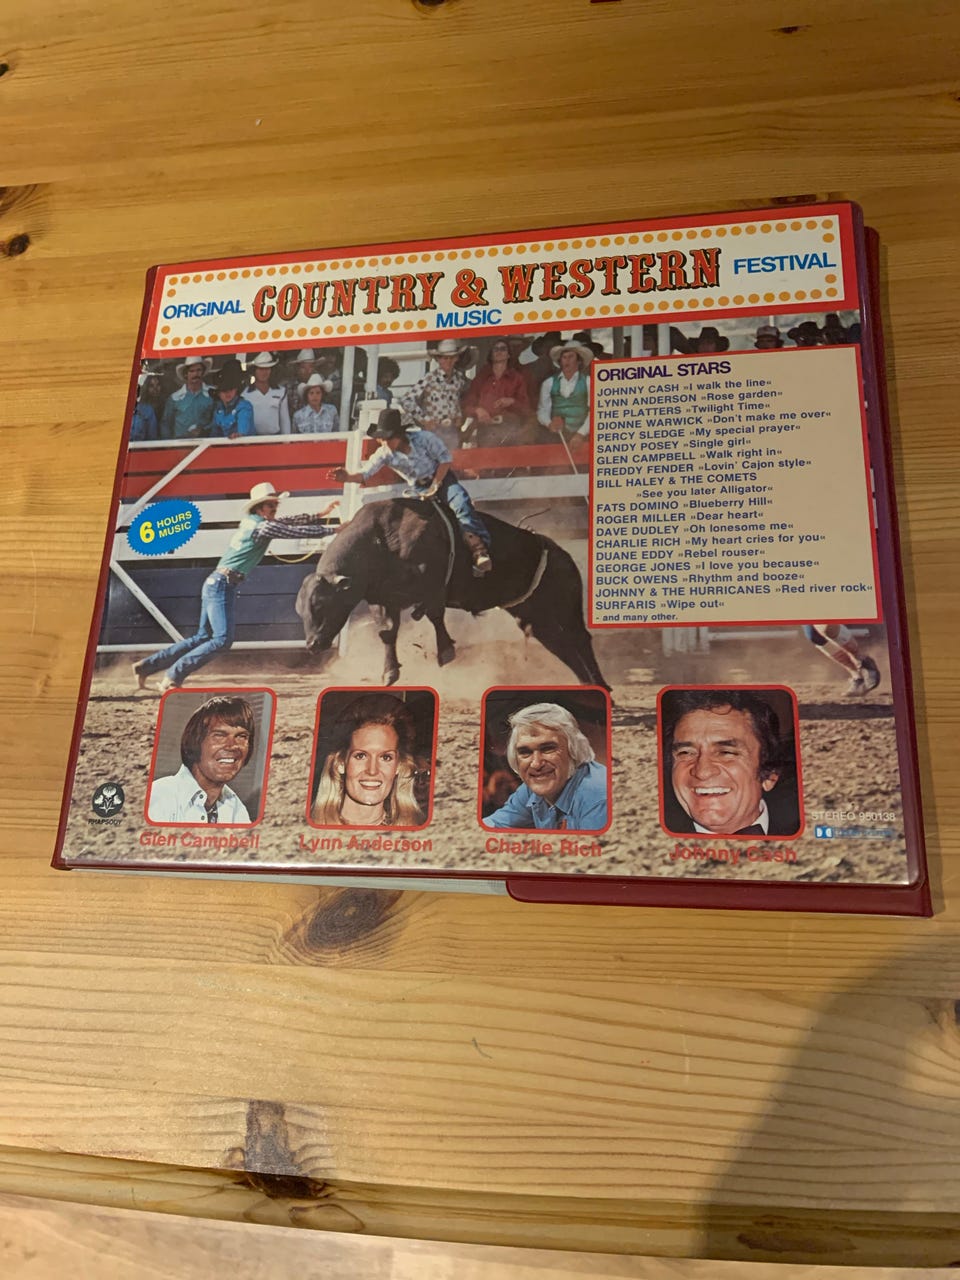 ORIGINAL COUNTRY & WESTERN FESTIVAL
MUSIC
ORIGINAL STARS
JOHNNY CASH »I walk the line«
LYNN ANDERSON »Rose garden«
THE PLATTERS »Twilight Time«
DIONNE WARWICK »Don't make me over«
PERCY SLEDGE »My special prayer«
SANDY POSEY »Single girl«
GLEN CAMPBELL »Walk right in«
FREDDY FENDER »Lovin' Cajon style«
BILL HALEY & THE COMETS
»See you later Alligator«
FATS DOMINO »Blueberry Hill«
ROGER MILLER »Dear heart«
DAVE DUDLEY »Oh lonesome me«
CHARLIE RICH »My heart cries for you«
DUANE EDDY »Rebel rouser«
GEORGE JONES »I love you because«
BUCK OWENS »Rhythm and booze«
JOHNNY & THE HURRICANES »Red river rock«
SURFARIS »Wipe out«
- and many other.
6 HOURS
MUSIC
RHAPSODY
Glen Campbell
Lynn Anderson
Charlie Rich
Johnny Cash
STEREO 950138